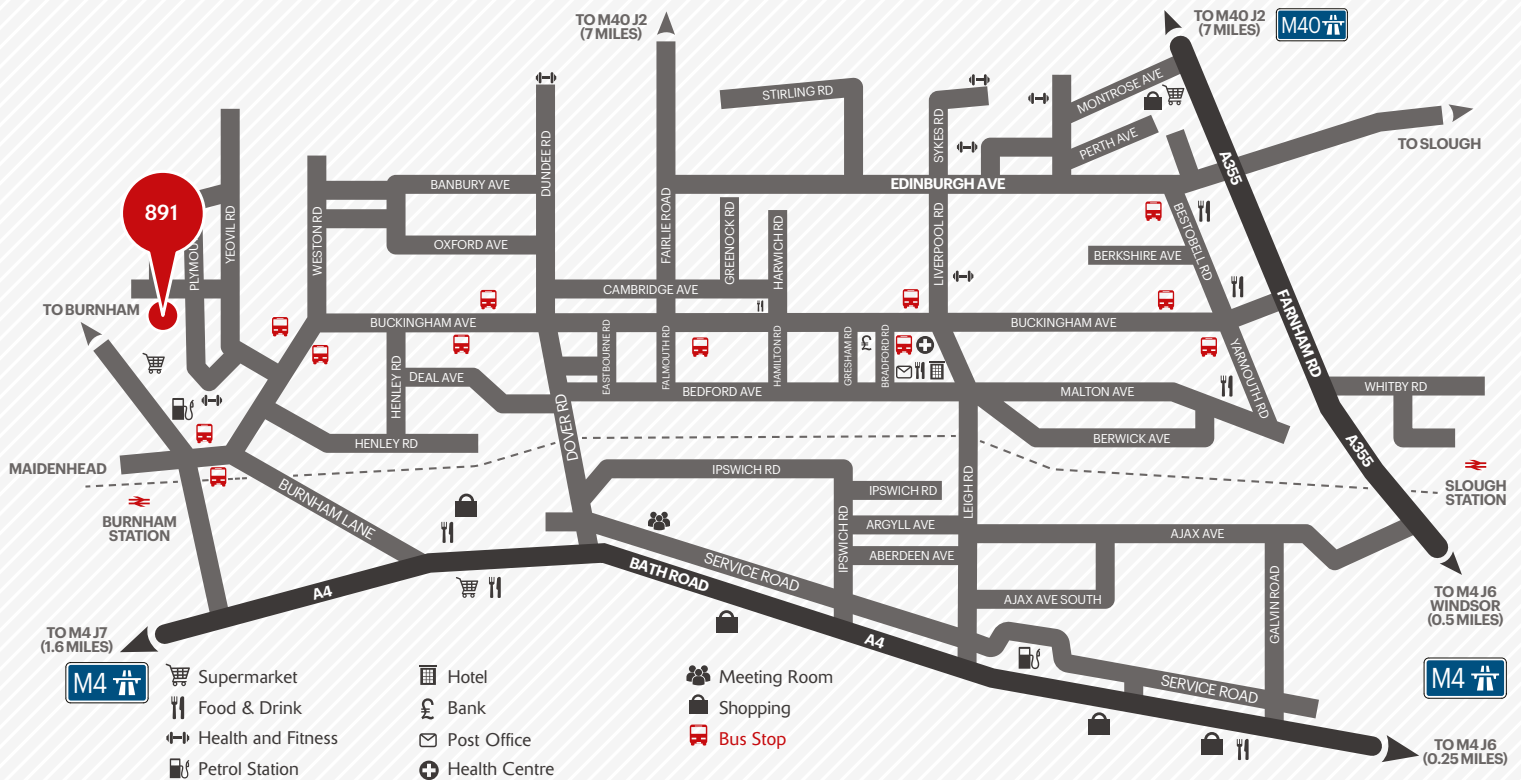 TO M40 J2
(7 MILES)
TO M40 J2
(7 MILES)
M40
STIRLING RD
MONTROSE AVE
PERTH AVE
SYKES RD
DUNDEE RD
TO SLOUGH
A355
BANBURY AVE
EDINBURGH AVE
891
YEOVIL RD
WESTON RD
OXFORD AVE
FAIRLIE ROAD
GREENOCK RD
HARWICH RD
LIVERPOOL RD
BESTOBELL RD
BERKSHIRE AVE
CAMBRIDGE AVE
TO BURNHAM
BUCKINGHAM AVE
BUCKINGHAM AVE
FARNHAM RD
EASTBOURNE RD
FALMOUTH RD
HAMILTON RD
GRESHAM RD
BRADFORD RD
YARMOUTH RD
HENLEY RD
DEAL AVE
BEDFORD AVE
MALTON AVE
WHITBY RD
DOVER RD
HENLEY RD
BERWICK AVE
A355
MAIDENHEAD
IPSWICH RD
IPSWICH RD
LEIGH RD
SLOUGH
STATION
BURNHAM
STATION
BURNHAM LANE
IPSWICH RD
ARGYLL AVE
AJAX AVE
ABERDEEN AVE
SERVICE ROAD
BATH ROAD
A4
AJAX AVE SOUTH
GALVIN ROAD
TO M4 J6
WINDSOR
(0.5 MILES)
TO M4 J7
(1.6 MILES)
A4
M4
M4
SERVICE ROAD
TO M4 J6
(0.25 MILES)
Supermarket
Food & Drink
Health and Fitness
Petrol Station
Hotel
£ Bank
Post Office
Health Centre
Meeting Room
Shopping
Bus Stop